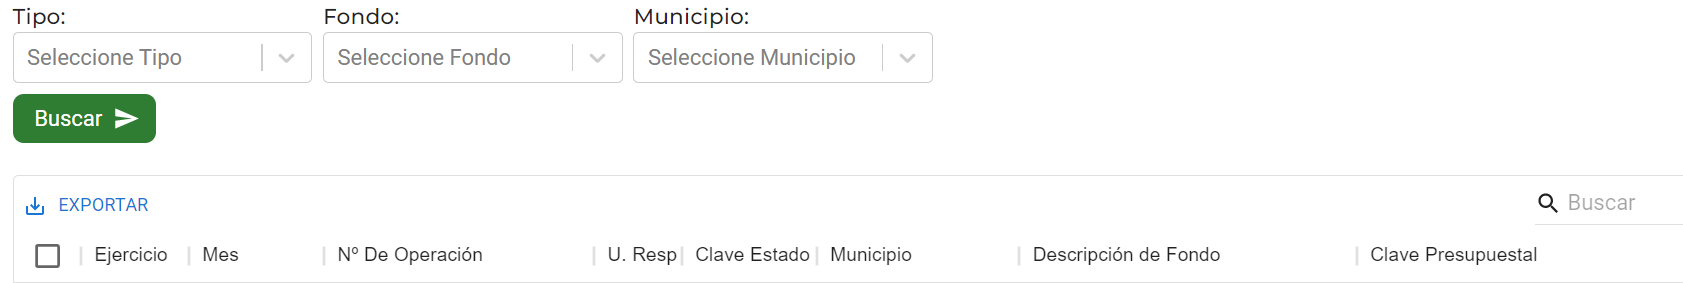 Tipo: Fondo: Municipio:
Seleccione Tipo Seleccione Fondo Seleccione Municipio
Buscar
EXPORTAR Buscar
Ejercicio Mes Nº De Operación U. Resp Clave Estado Municipio Descripción de Fondo Clave Presupuestal